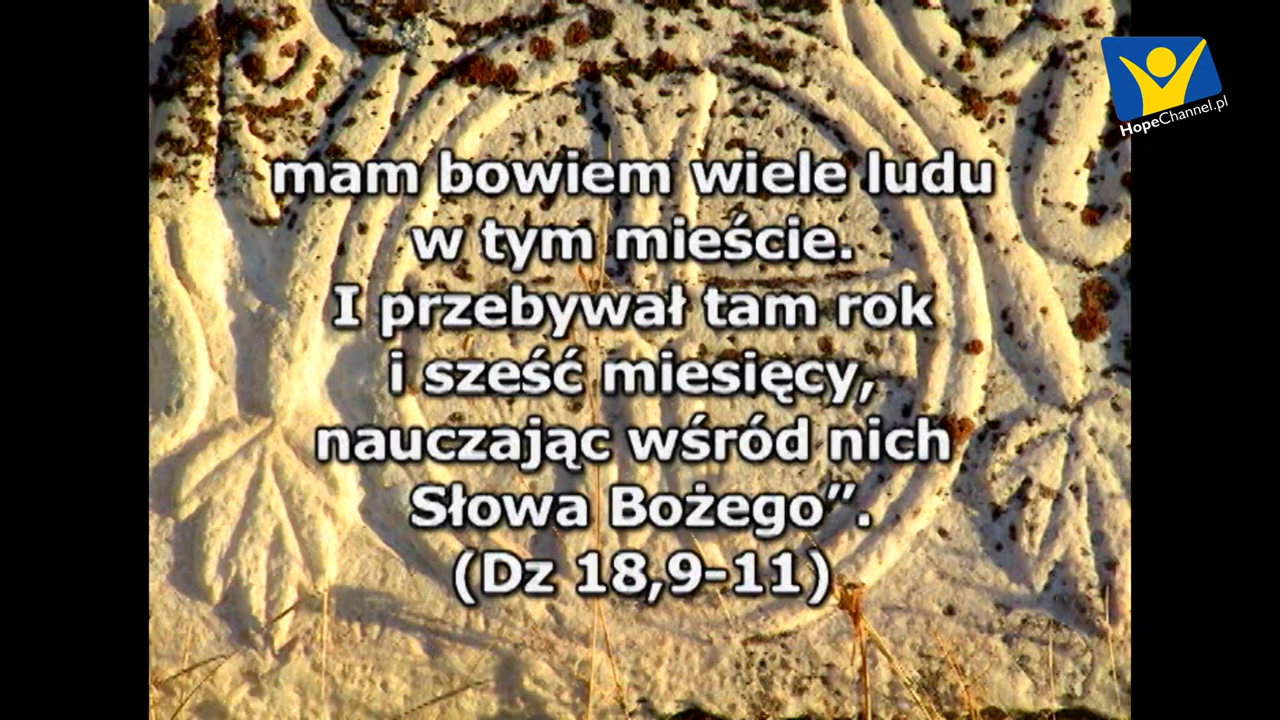 HopeChannel.pl
mam bowiem wiele ludu
w tym mieście.
I przebywał tam rok
i sześć miesięcy,
nauczając wśród nich
Słowa Bożego”.
(Dz 18,9-11)